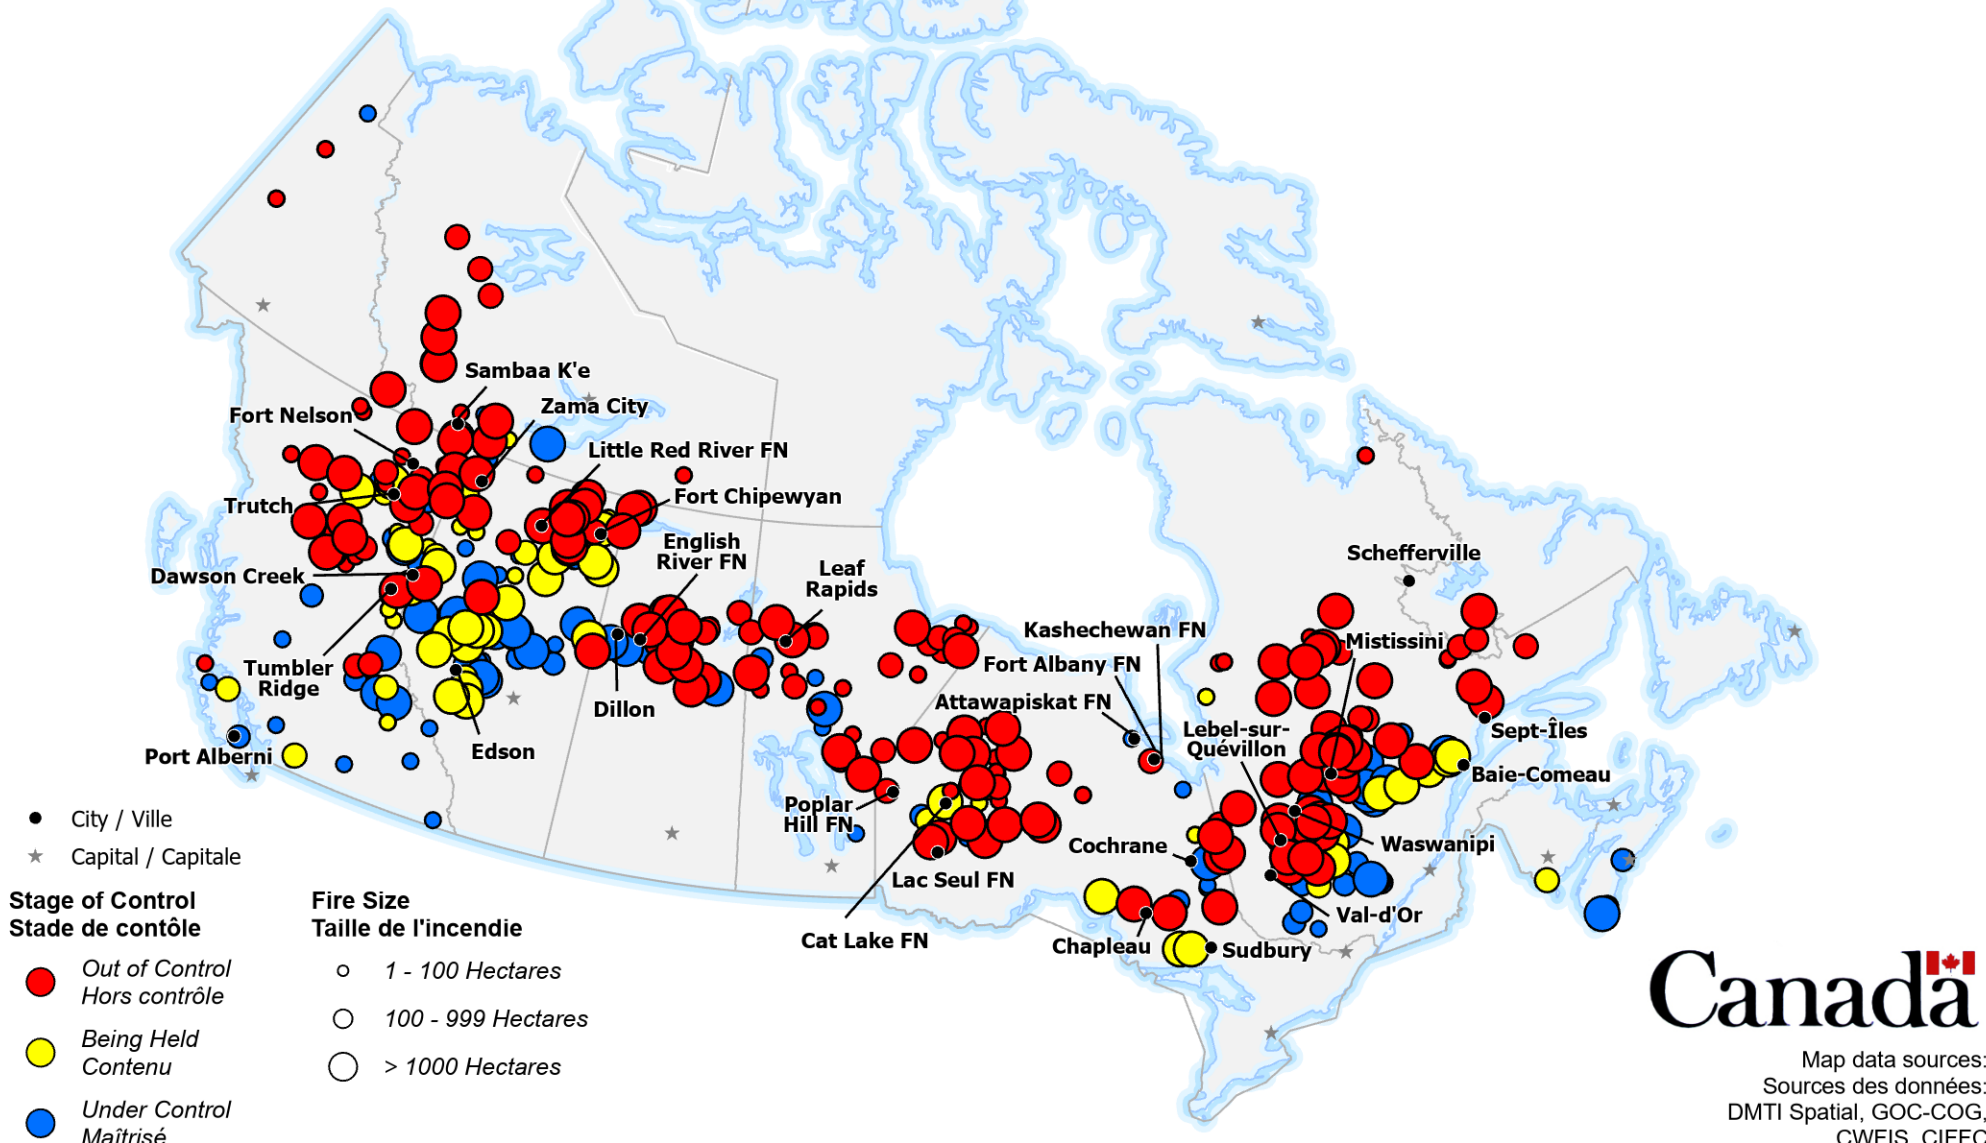 Sambaa K'e
Zama City
Fort Nelson
Little Red River FN
Fort Chipewyan
Trutch
English
River FN
Schefferville
Leaf
Rapids
Dawson Creek
Kashechewan FN
Mistissini
Fort Albany FN
Tumbler
Ridge
Attawapiskat FN
Dillon
Lebel-sur-
Quévillon
Sept-Îles
Edson
Port Alberni
Baie-Comeau
Poplar
Hill FN
Cochrane
Waswanipi
Lac Seul FN
Val-d'Or
Cat Lake FN
Chapleau
Sudbury
City / Ville
Capital / Capitale
Stage of Control
Stade de contôle
Out of Control
Hors contrôle
Being Held
Contenu
Under Control
Maîtrisé
Fire Size
Taille de l'incendie
1 - 100 Hectares
100 - 999 Hectares
> 1000 Hectares
Canada
Map data sources:
Sources des données:
DMTI Spatial, GOC-COG,
CWFIS, CIFFC